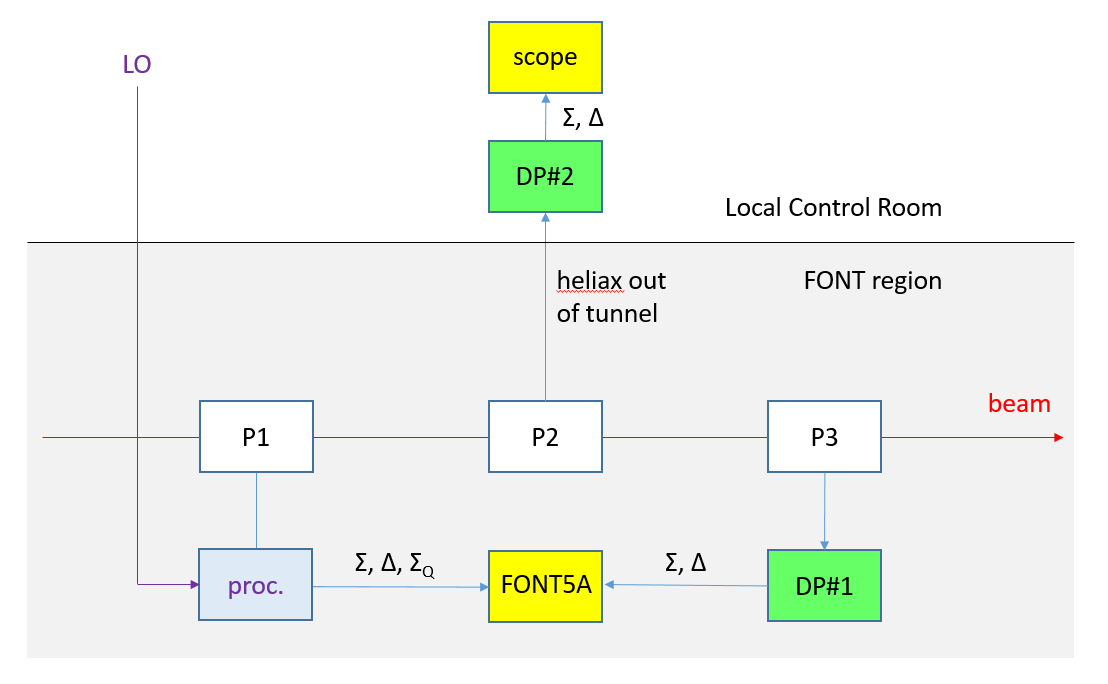 LO
scope
Σ, Δ
DP#2
Local Control Room
heliax out
of tunnel
FONT region
beam
P1
P2
P3
Σ, Δ, Σ_Q
Σ, Δ
proc.
FONT5A
DP#1